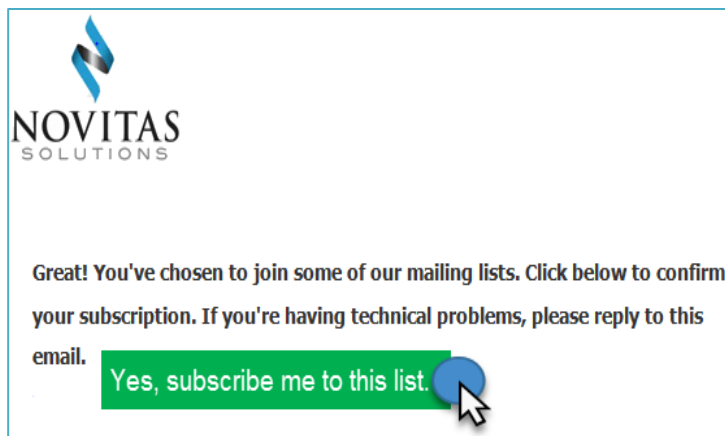 NOVITAS
SOLUTIONS
Great! You've chosen to join some of our mailing lists. Click below to confirm
your subscription. If you're having technical problems, please reply to this
email.
Yes, subscribe me to this list.